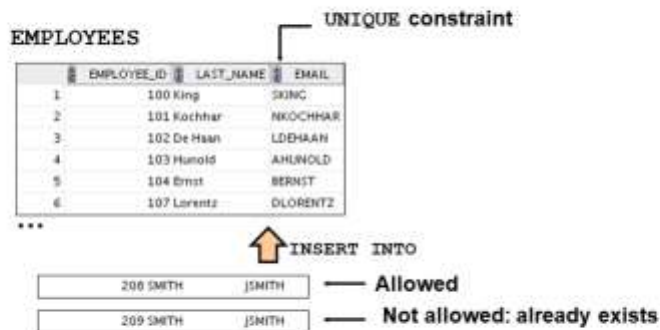 UNIQUE constraint
EMPLOYEES
EMPLOYEE_ID LAST_NAME EMAIL
1 100 King SKING
2 101 Kochhar NKOCHHAR
3 102 De Haan LDEHAAN
4 103 Hunold AHUNOLD
5 104 Ernst BERNST
6 107 Lorentz DLORENTZ
...
INSERT INTO
208 SMITH JSMITH Allowed
209 SMITH JSMITH Not allowed: already exists